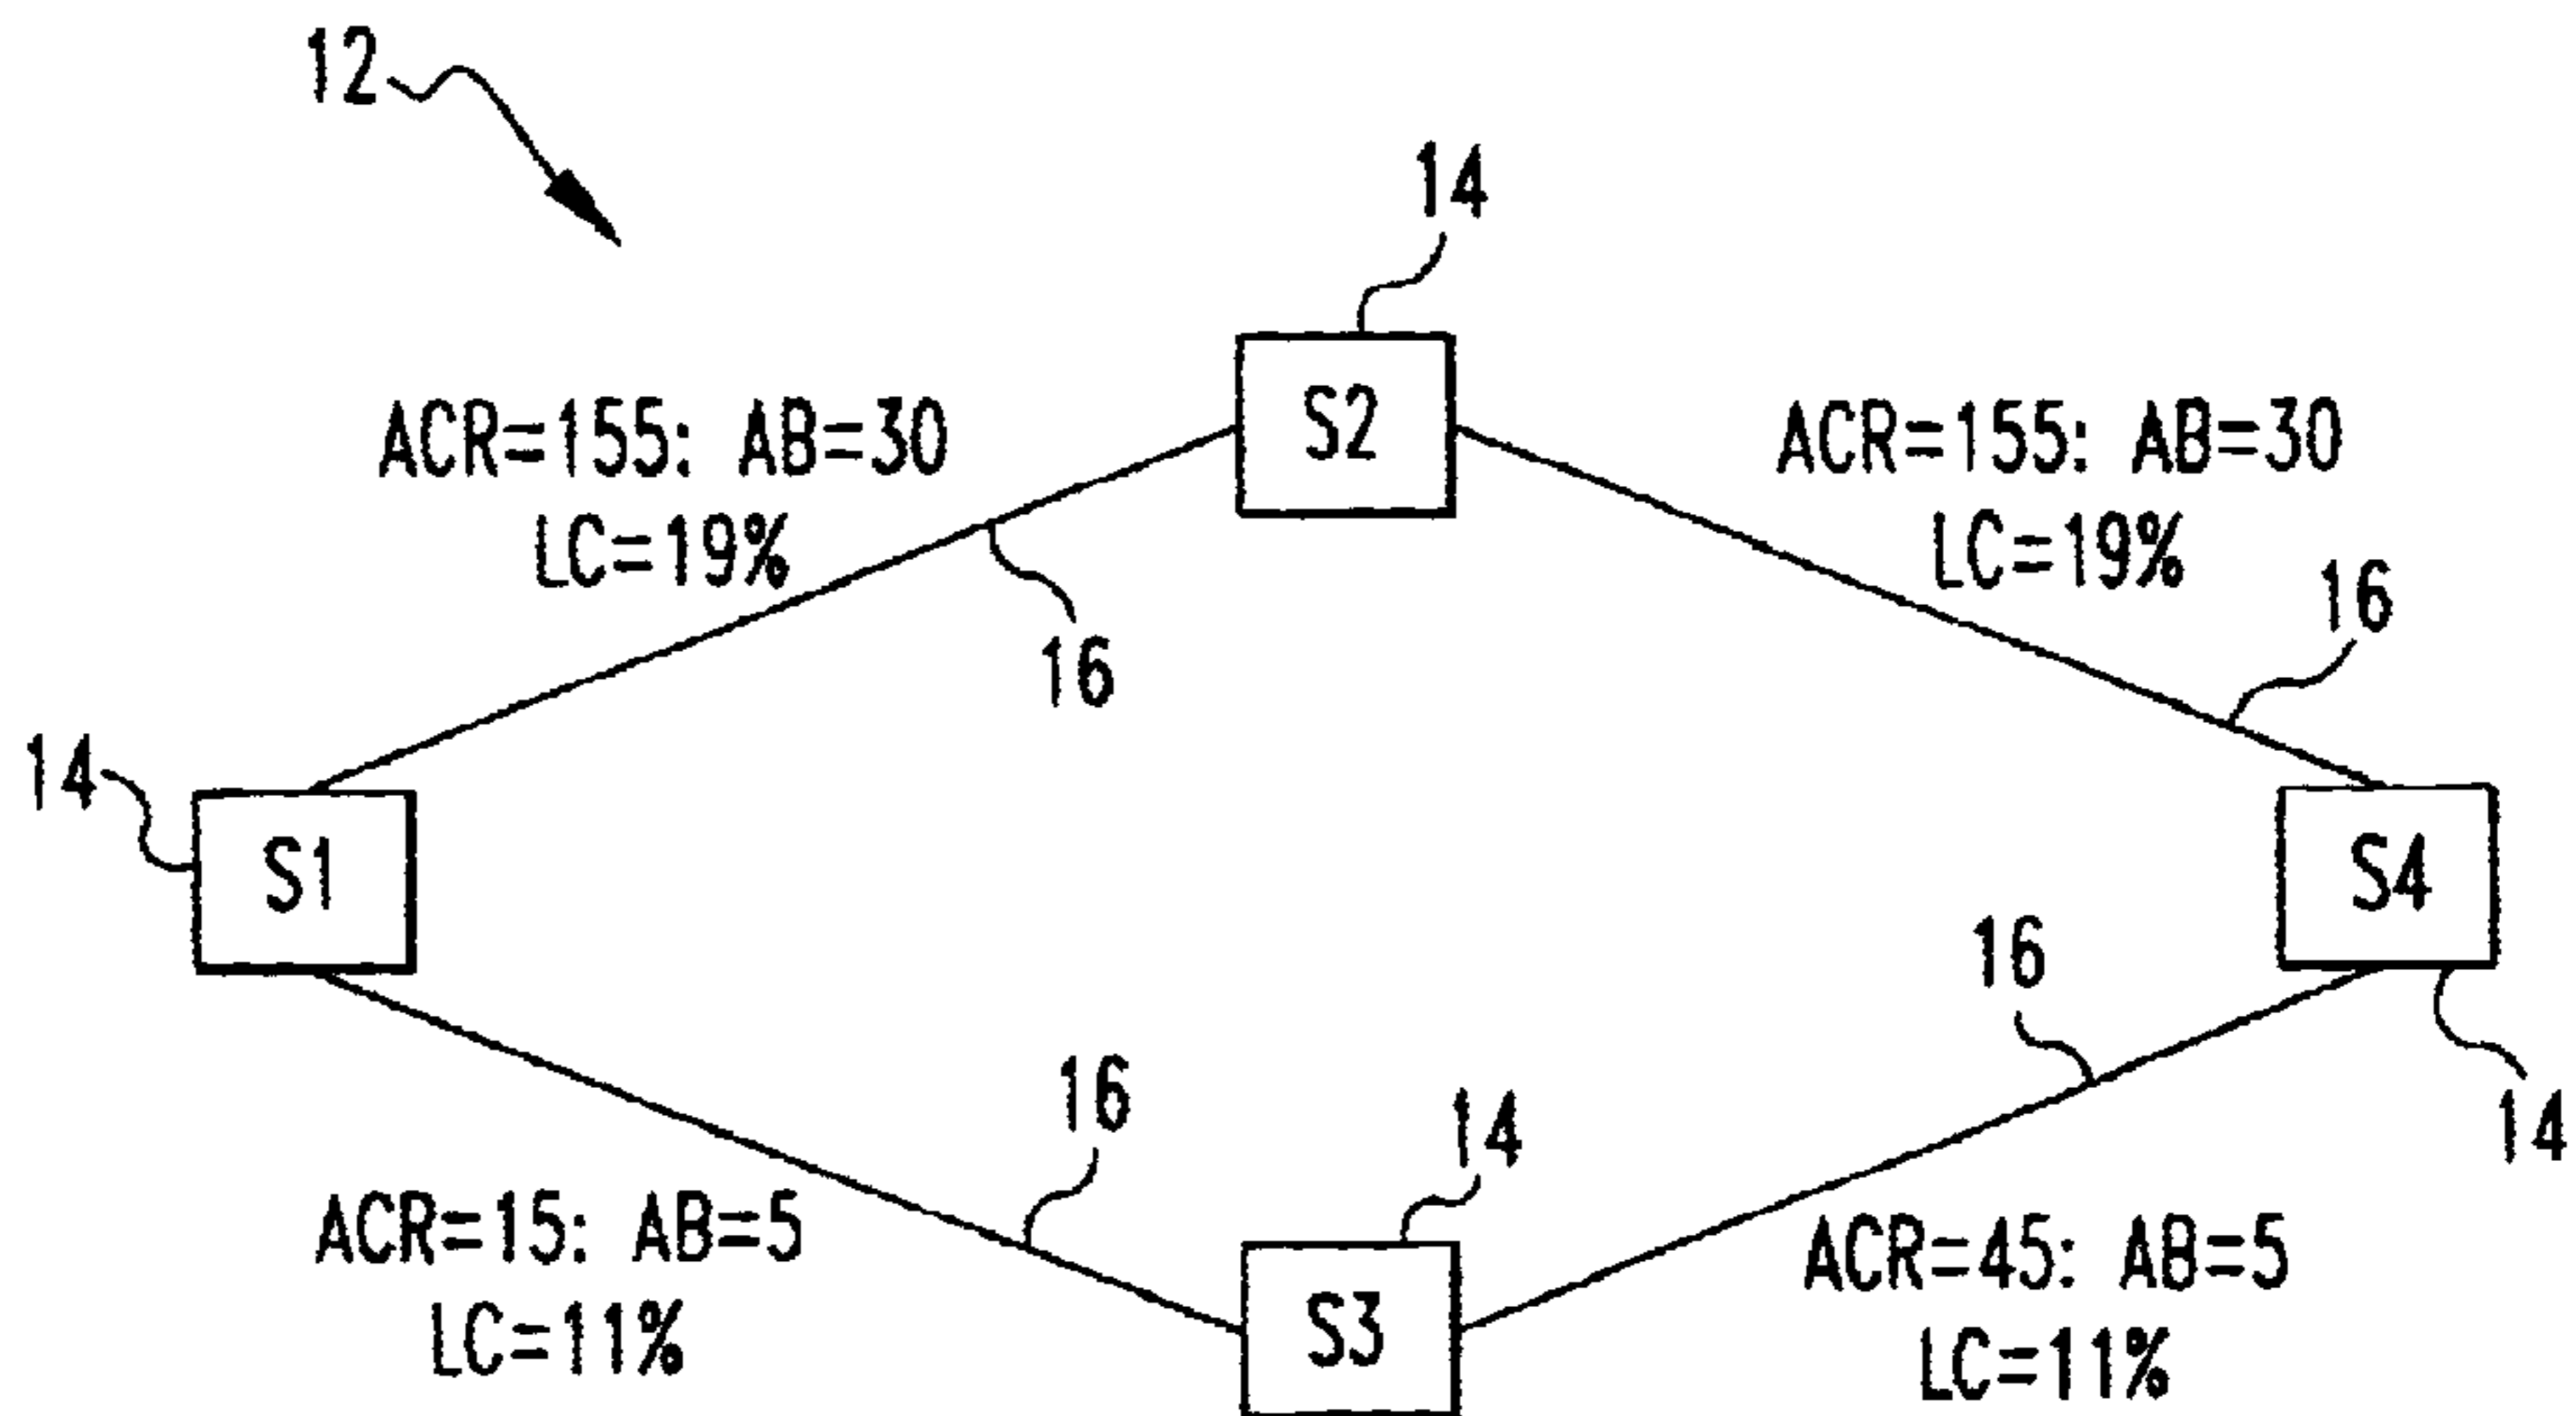 12
14
S2
ACR=155: AB=30
LC=19%
ACR=155: AB=30
LC=19%
16
16
14
S1
S4
16
14
16
14
ACR=15: AB=5
LC=11%
S3
ACR=45: AB=5
LC=11%